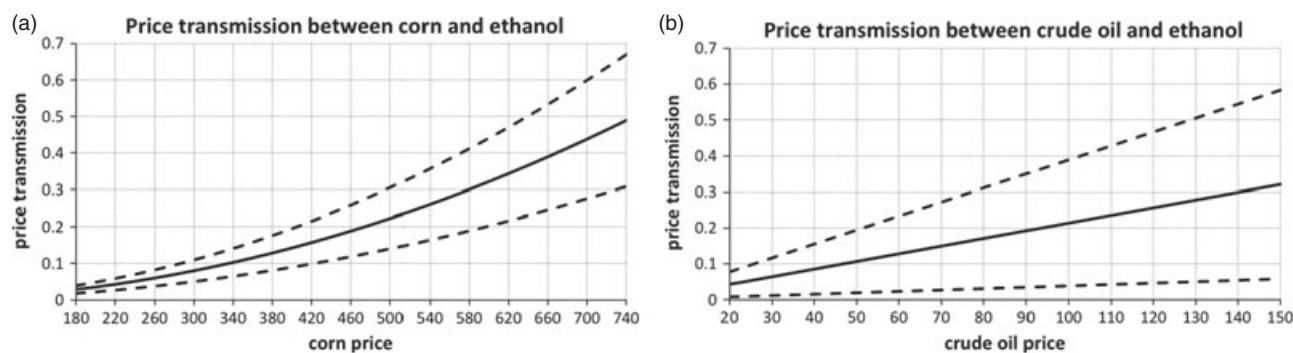 (a)
Price transmission between corn and ethanol
0.7
0.6
0.5
0.4
0.3
0.2
0.1
0
price transmission
180 220 260 300 340 380 420 460 500 540 580 620 660 700 740
corn price
(b)
Price transmission between crude oil and ethanol
0.7
0.6
0.5
0.4
0.3
0.2
0.1
0
price transmission
20 30 40 50 60 70 80 90 100 110 120 130 140 150
crude oil price